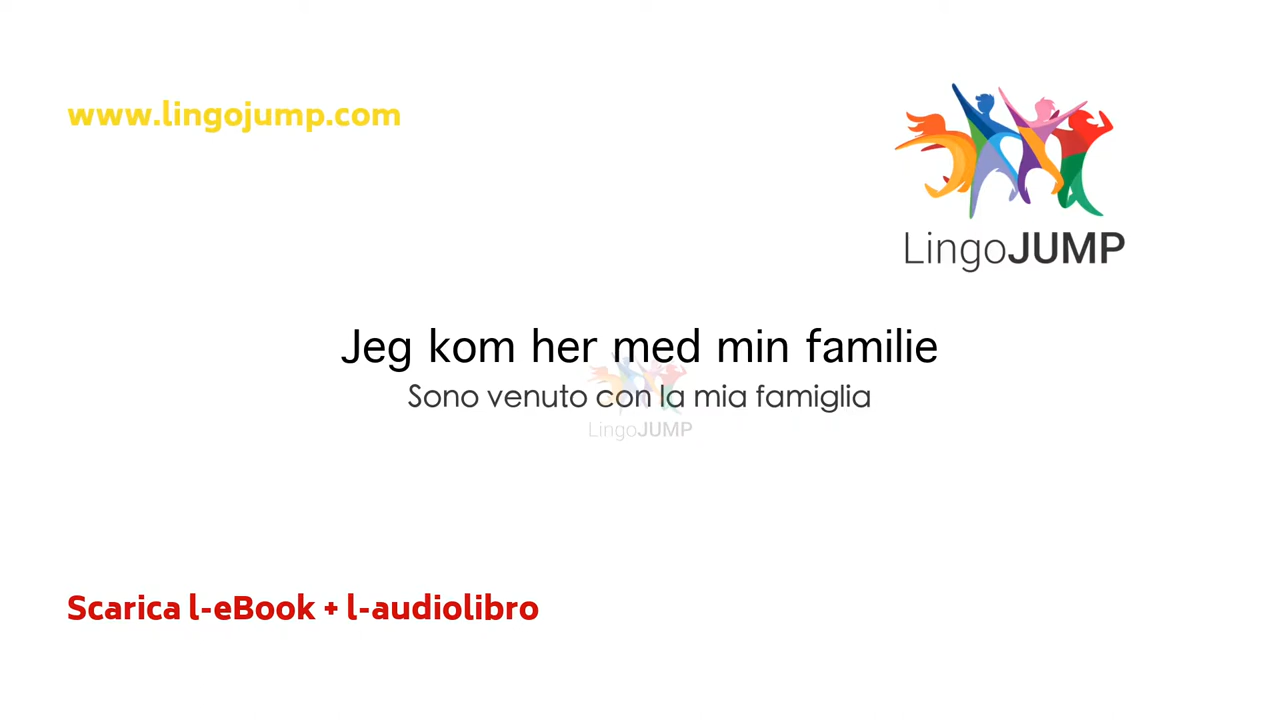 www.lingojump.com
LingoJUMP
Jeg kom her med min familie
Sono venuto con la mia famiglia
LingoJUMP
Scarica l-eBook + l-audiolibro